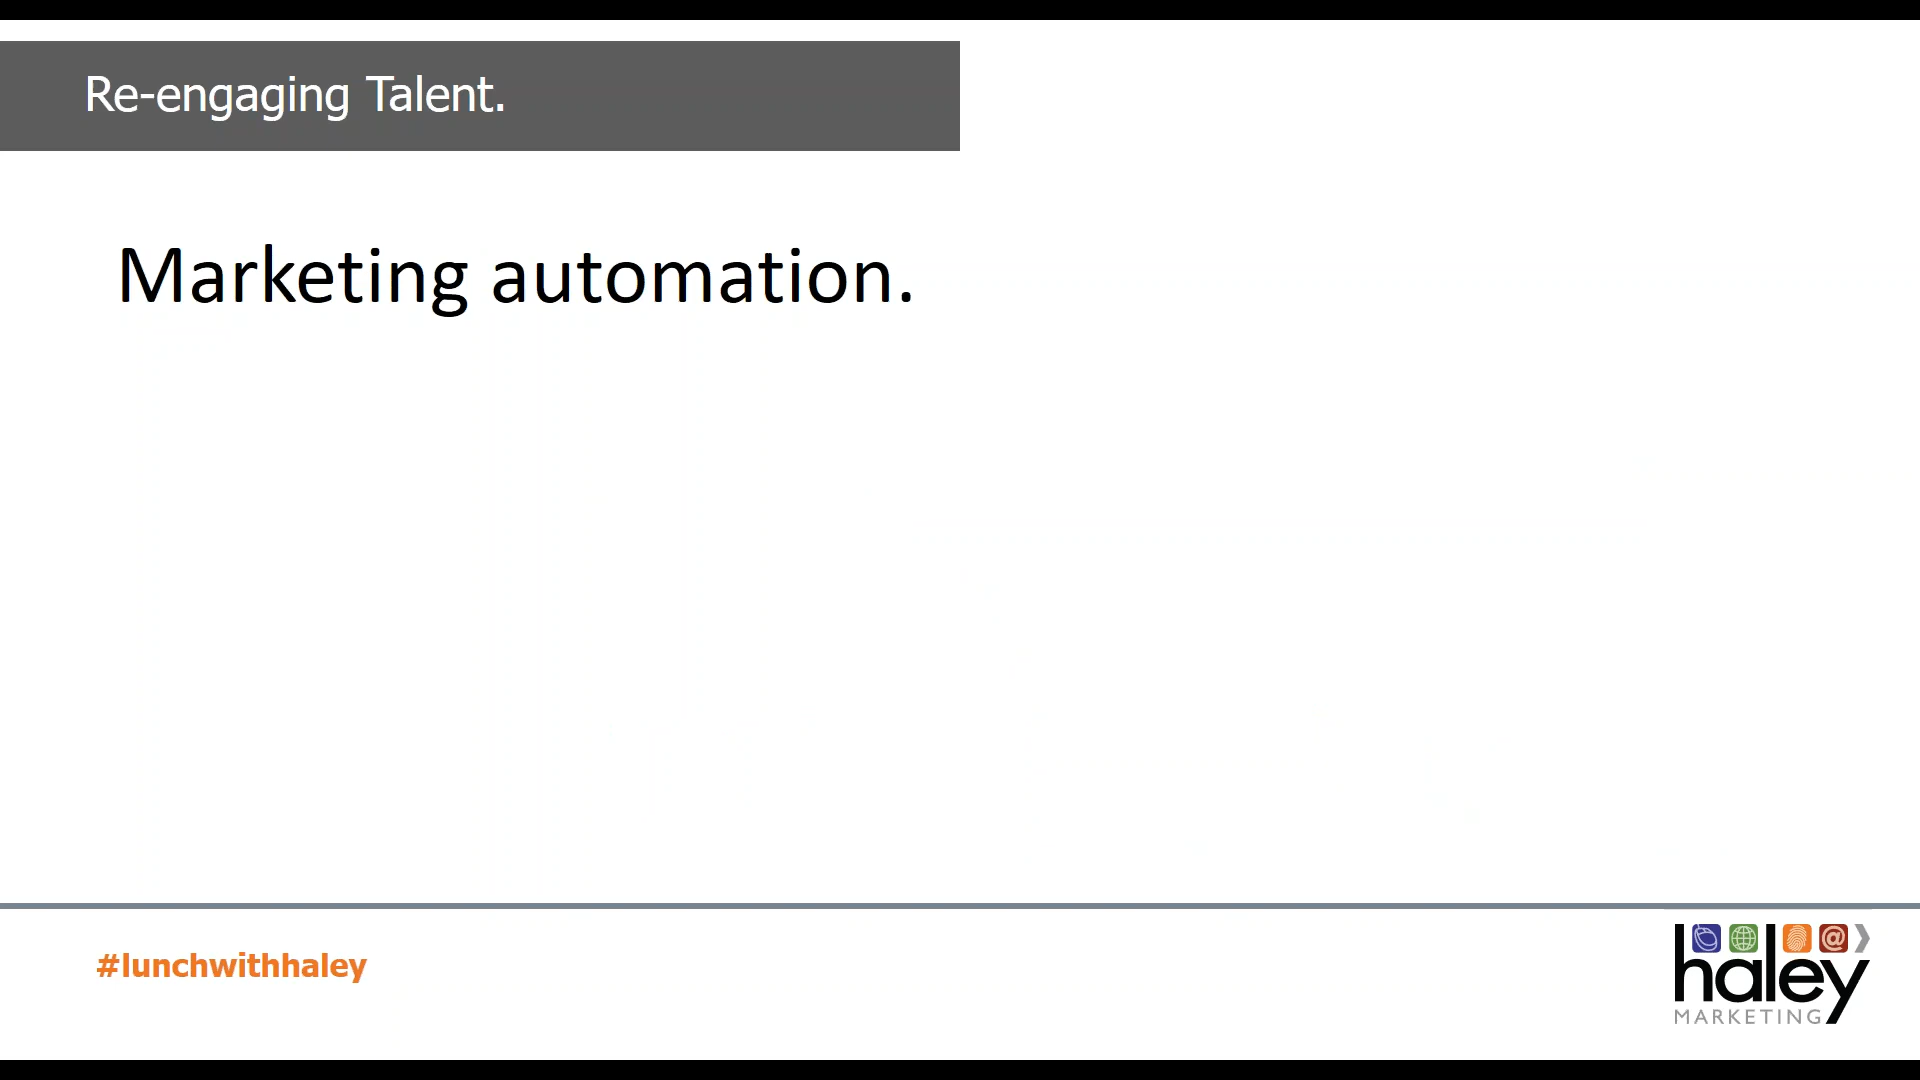 Re-engaging Talent.
Marketing automation.
#lunchwithhaley
haley
MARKETING